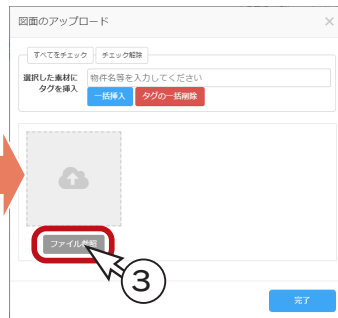 図面のアップロード
×
すべてをチェック チェック解除
選択した素材に
タグを挿入
物件名等を入力してください
一括挿入 タグの一括削除
ファイル参照
3
完了